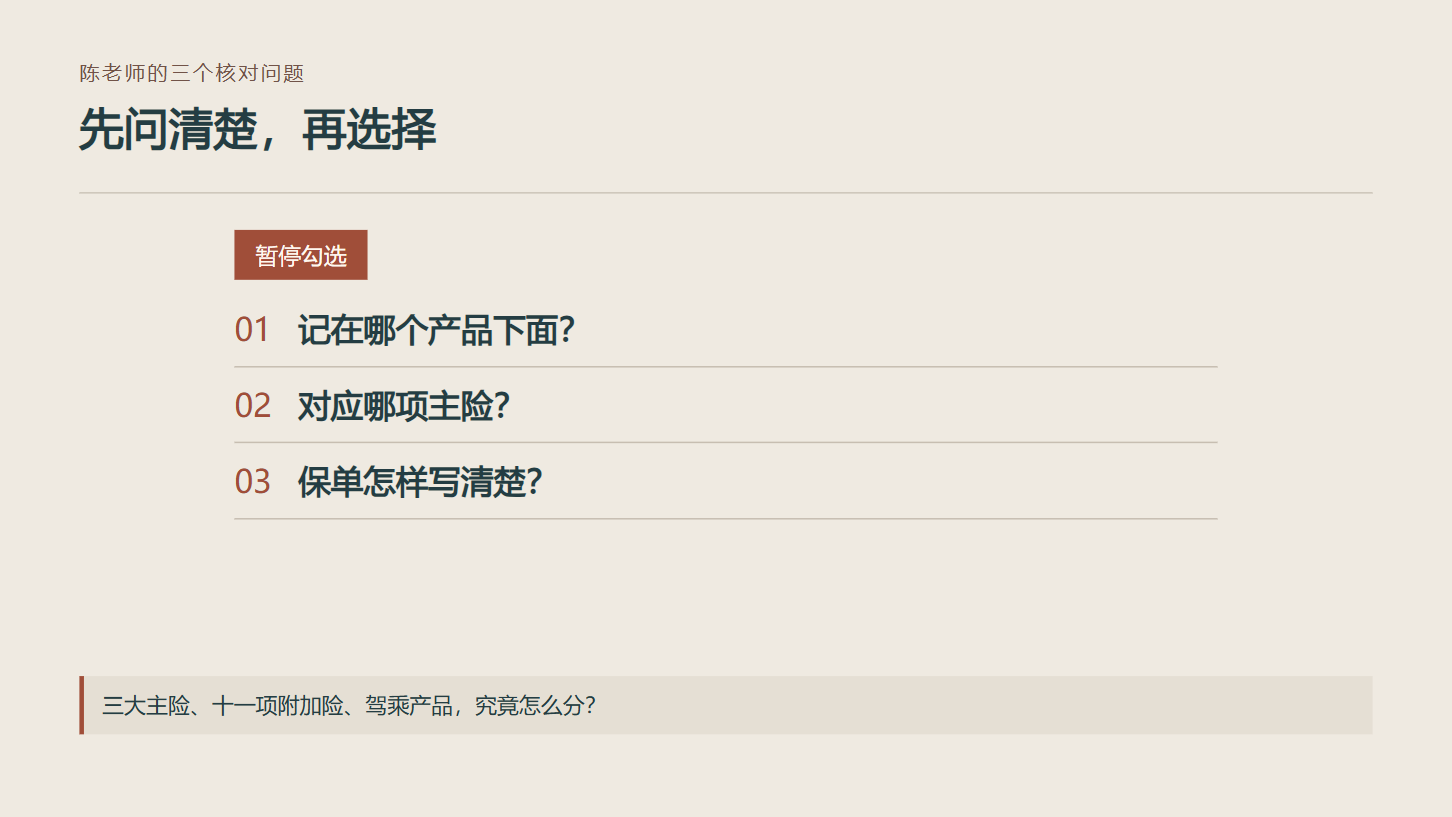 陈老师的三个核对问题
先问清楚，再选择
暂停勾选
01 记在哪个产品下面？
02 对应哪项主险？
03 保单怎样写清楚？
三大主险、十一项附加险、驾乘产品，究竟怎么分？